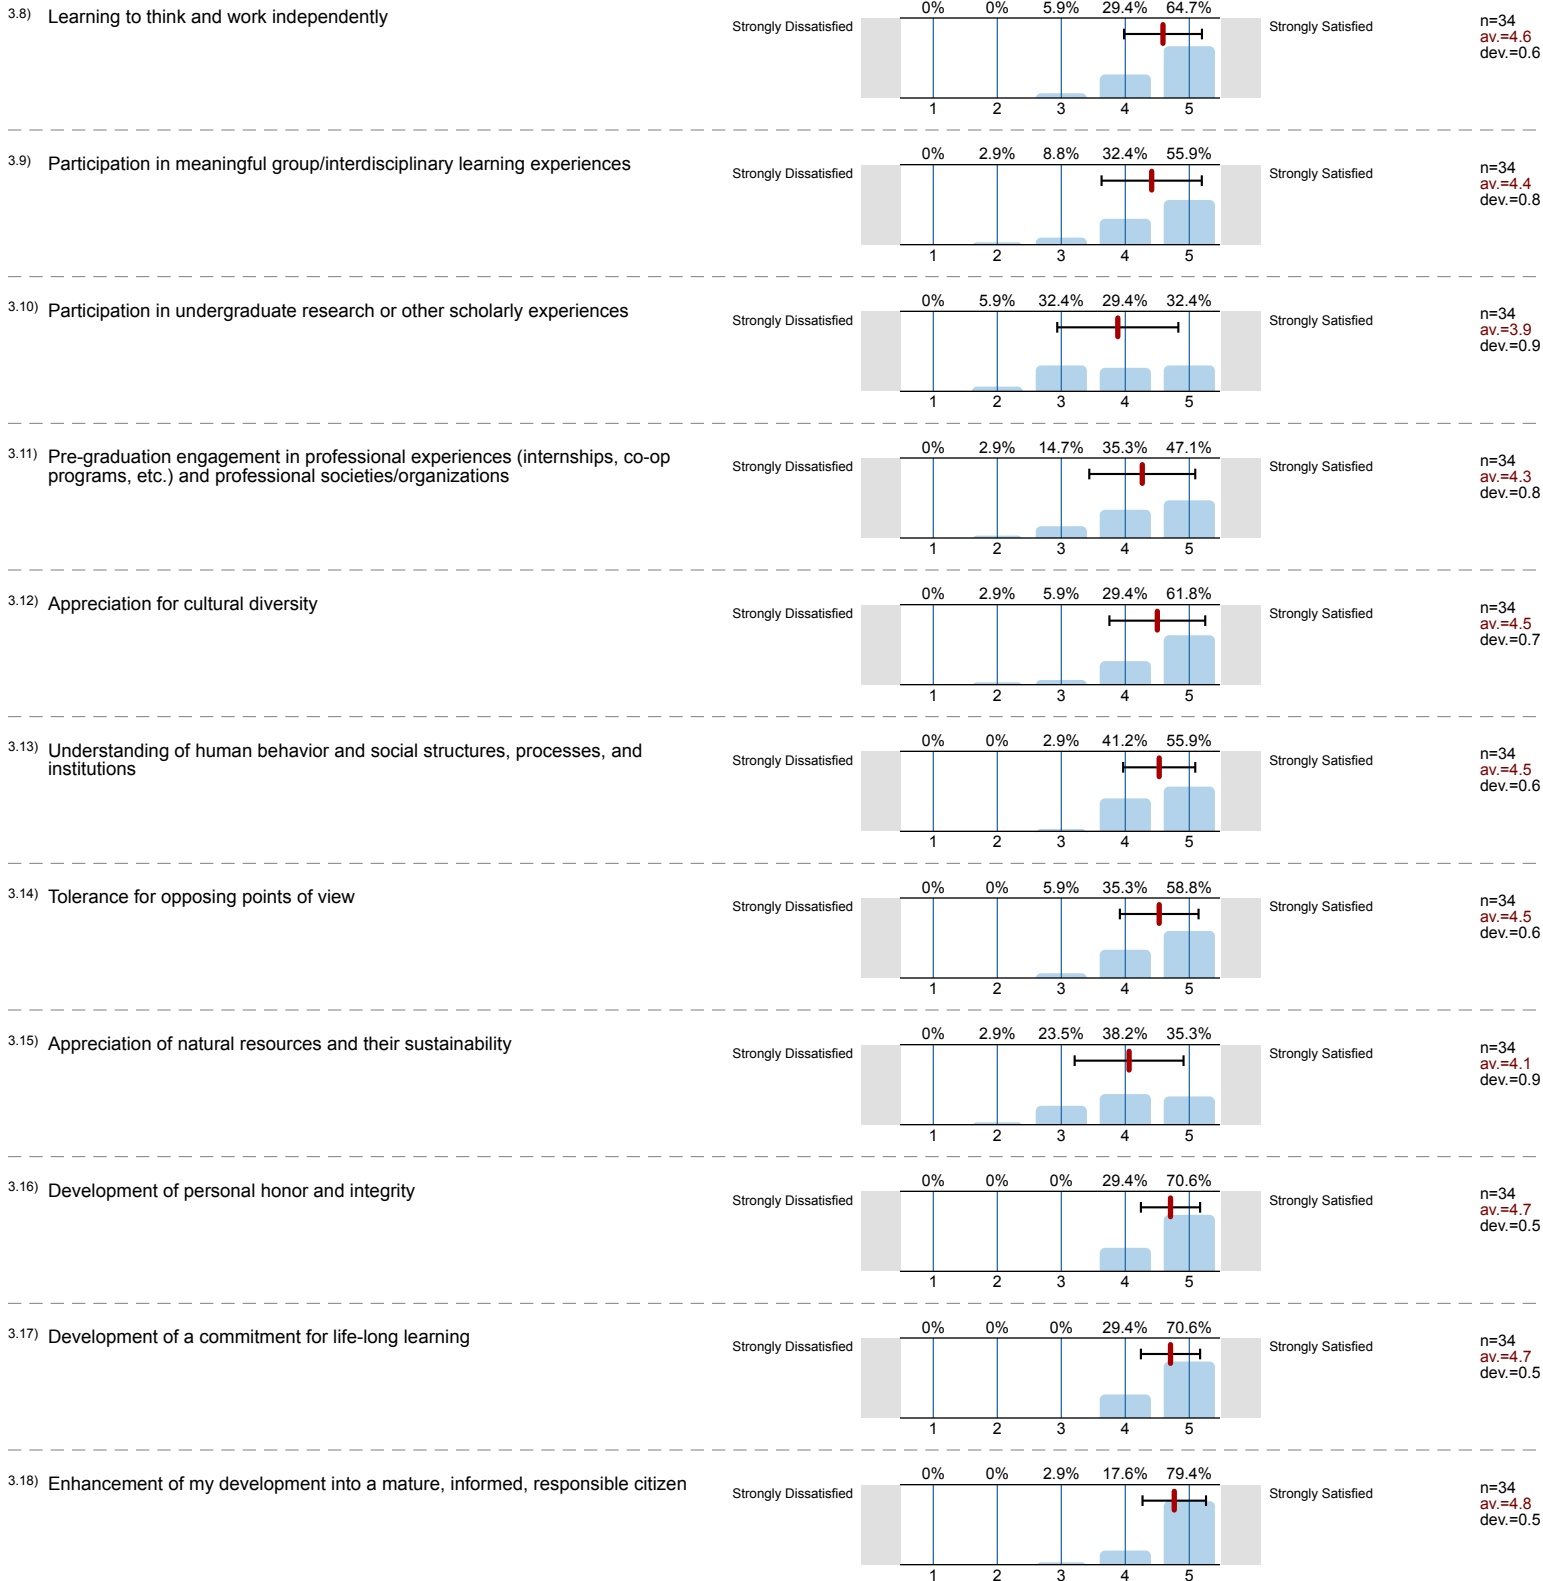 3.8) Learning to think and work independently
Strongly Dissatisfied
0% 0% 5.9% 29.4% 64.7%
1 2 3 4 5
Strongly Satisfied
n=34
av.=4.6
dev.=0.6
3.9) Participation in meaningful group/interdisciplinary learning experiences
Strongly Dissatisfied
0% 2.9% 8.8% 32.4% 55.9%
1 2 3 4 5
Strongly Satisfied
n=34
av.=4.4
dev.=0.8
3.10) Participation in undergraduate research or other scholarly experiences
Strongly Dissatisfied
0% 5.9% 32.4% 29.4% 32.4%
1 2 3 4 5
Strongly Satisfied
n=34
av.=3.9
dev.=0.9
3.11) Pre-graduation engagement in professional experiences (internships, co-op
programs, etc.) and professional societies/organizations
Strongly Dissatisfied
0% 2.9% 14.7% 35.3% 47.1%
1 2 3 4 5
Strongly Satisfied
n=34
av.=4.3
dev.=0.8
3.12) Appreciation for cultural diversity
Strongly Dissatisfied
0% 2.9% 5.9% 29.4% 61.8%
1 2 3 4 5
Strongly Satisfied
n=34
av.=4.5
dev.=0.7
3.13) Understanding of human behavior and social structures, processes, and
institutions
Strongly Dissatisfied
0% 0% 2.9% 41.2% 55.9%
1 2 3 4 5
Strongly Satisfied
n=34
av.=4.5
dev.=0.6
3.14) Tolerance for opposing points of view
Strongly Dissatisfied
0% 0% 5.9% 35.3% 58.8%
1 2 3 4 5
Strongly Satisfied
n=34
av.=4.5
dev.=0.6
3.15) Appreciation of natural resources and their sustainability
Strongly Dissatisfied
0% 2.9% 23.5% 38.2% 35.3%
1 2 3 4 5
Strongly Satisfied
n=34
av.=4.1
dev.=0.9
3.16) Development of personal honor and integrity
Strongly Dissatisfied
0% 0% 0% 29.4% 70.6%
1 2 3 4 5
Strongly Satisfied
n=34
av.=4.7
dev.=0.5
3.17) Development of a commitment for life-long learning
Strongly Dissatisfied
0% 0% 0% 29.4% 70.6%
1 2 3 4 5
Strongly Satisfied
n=34
av.=4.7
dev.=0.5
3.18) Enhancement of my development into a mature, informed, responsible citizen
Strongly Dissatisfied
0% 0% 2.9% 17.6% 79.4%
1 2 3 4 5
Strongly Satisfied
n=34
av.=4.8
dev.=0.5